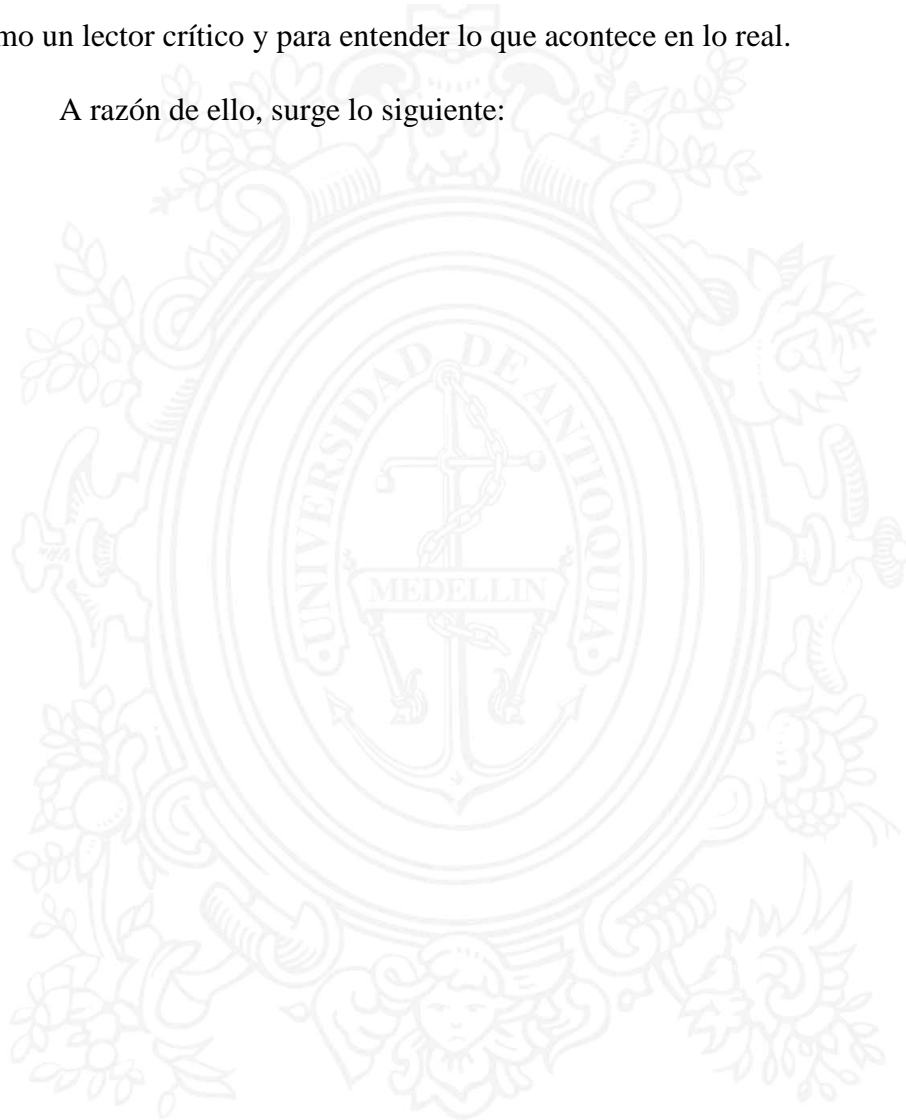 mo un lector crítico y para entender lo que acontece en lo real.
A razón de ello, surge lo siguiente:
UNIVERSIDAD DE ANTIOQUIA
MEDELLIN